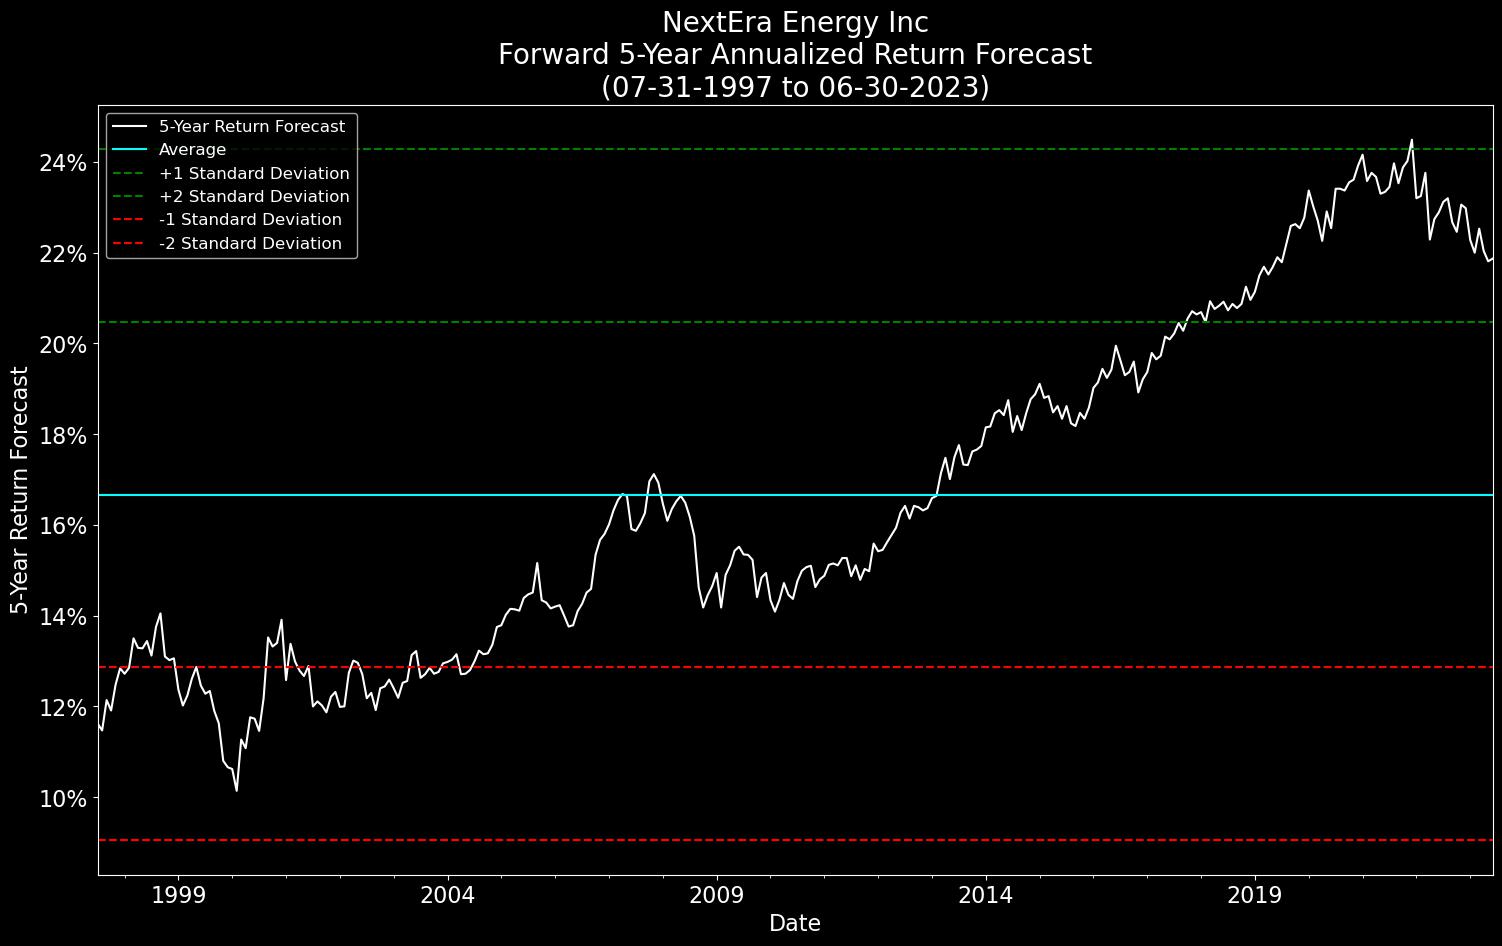 NextEra Energy Inc
Forward 5-Year Annualized Return Forecast
(07-31-1997 to 06-30-2023)
5-Year Return Forecast
Average
+1 Standard Deviation
+2 Standard Deviation
-1 Standard Deviation
-2 Standard Deviation
24%
22%
20%
18%
16%
14%
12%
10%
5-Year Return Forecast
1999
2004
2009
2014
2019
Date